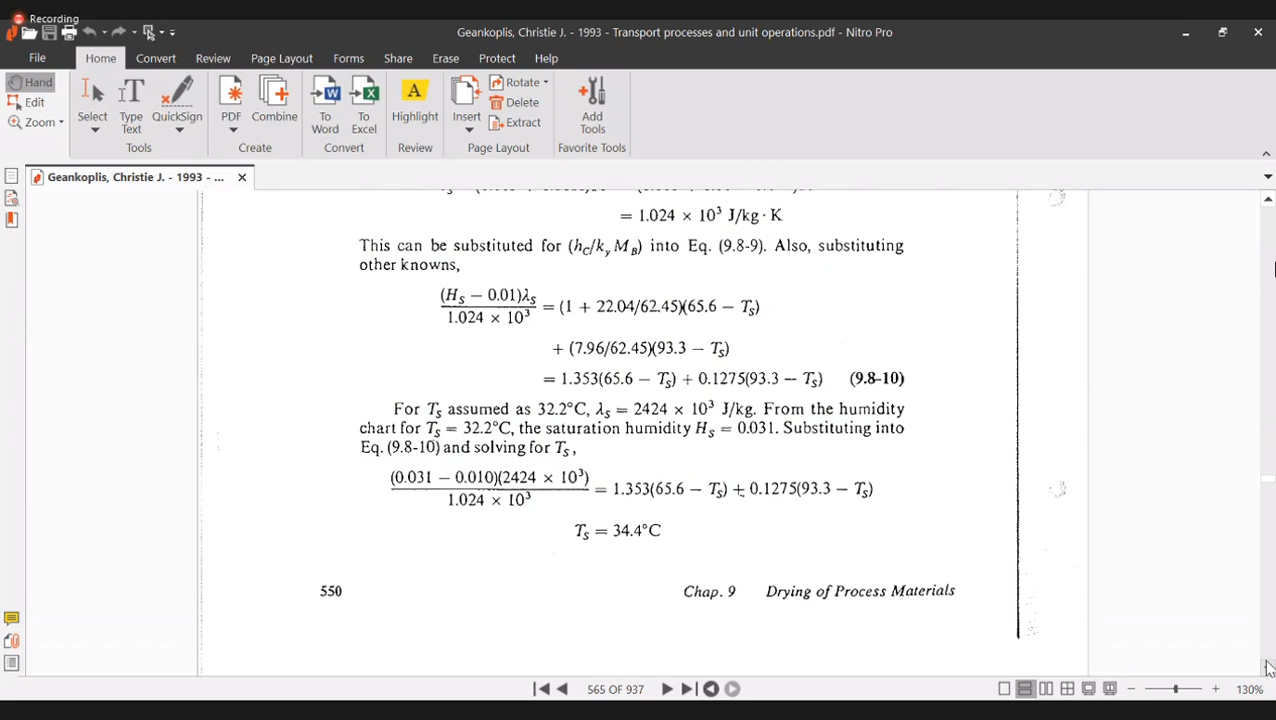 Recording
Geankoplis, Christie J. - 1993 - Transport processes and unit operations.pdf - Nitro Pro
File Home Convert Review Page Layout Forms Share Erase Protect Help
Hand
Edit
Zoom
Select
Type Text
QuickSign
PDF
Combine
To Word
To Excel
Highlight
Insert
Rotate
Delete
Extract
Add Tools
Tools Create Convert Review Page Layout Favorite Tools
Geankoplis, Christie J. - 1993 - ...
= 1.024 × 10³ J/kg · K
This can be substituted for (h_C/k_y M_B) into Eq. (9.8-9). Also, substituting
other knowns,
(H_S − 0.01)λ_S / 1.024 × 10³ = (1 + 22.04/62.45)(65.6 − T_S)
+ (7.96/62.45)(93.3 − T_S)
= 1.353(65.6 − T_S) + 0.1275(93.3 − T_S) (9.8-10)
For T_S assumed as 32.2°C, λ_S = 2424 × 10³ J/kg. From the humidity
chart for T_S = 32.2°C, the saturation humidity H_S = 0.031. Substituting into
Eq. (9.8-10) and solving for T_S,
(0.031 − 0.010)(2424 × 10³) / 1.024 × 10³ = 1.353(65.6 − T_S) + 0.1275(93.3 − T_S)
T_S = 34.4°C
550 Chap. 9 Drying of Process Materials
565 OF 937
130%